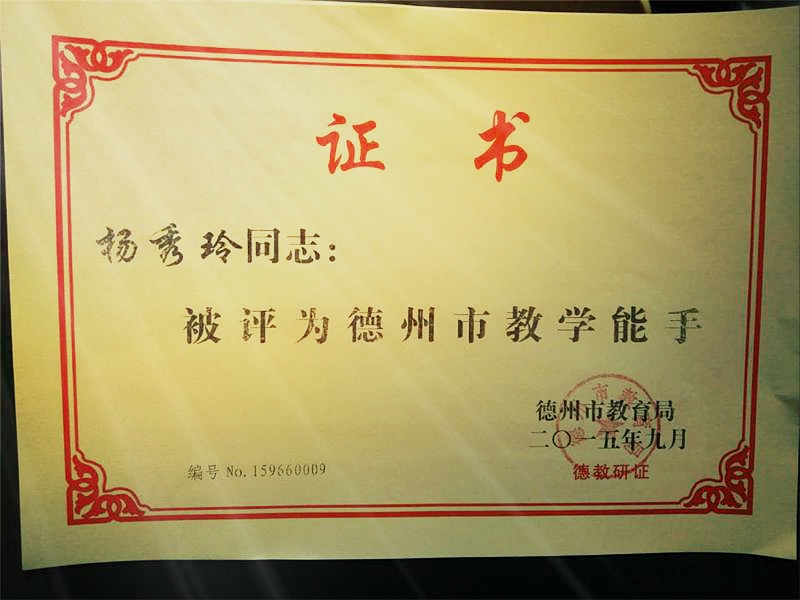 证书
杨秀玲同志：
被评为德州市教学能手
德州市教育局
二〇一五年九月
德教研证
编号 No.159660009